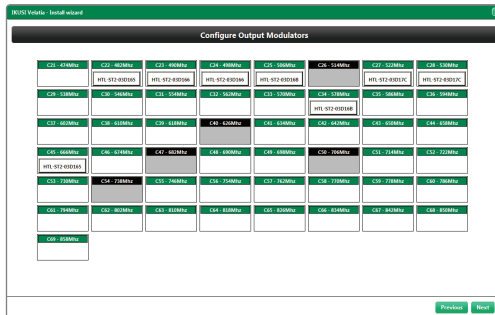 IKUSI Velatia - Install wizard
Configure Output Modulators
C21 - 474Mhz C22 - 482Mhz C23 - 490Mhz C24 - 498Mhz C25 - 506Mhz C26 - 514Mhz C27 - 522Mhz C28 - 530Mhz
HTL-ST2-03D165 HTL-ST2-03D166 HTL-ST2-03D166 HTL-ST2-03D168 HTL-ST2-03D17C HTL-ST2-03D17C
C29 - 538Mhz C30 - 546Mhz C31 - 554Mhz C32 - 562Mhz C33 - 570Mhz C34 - 578Mhz C35 - 586Mhz C36 - 594Mhz
HTL-ST2-03D168
C37 - 602Mhz C38 - 610Mhz C39 - 618Mhz C40 - 626Mhz C41 - 634Mhz C42 - 642Mhz C43 - 650Mhz C44 - 658Mhz
C45 - 666Mhz C46 - 674Mhz C47 - 682Mhz C48 - 690Mhz C49 - 698Mhz C50 - 706Mhz C51 - 714Mhz C52 - 722Mhz
HTL-ST2-03D165
C53 - 730Mhz C54 - 738Mhz C55 - 746Mhz C56 - 754Mhz C57 - 762Mhz C58 - 770Mhz C59 - 778Mhz C60 - 786Mhz
C61 - 794Mhz C62 - 802Mhz C63 - 810Mhz C64 - 818Mhz C65 - 826Mhz C66 - 834Mhz C67 - 842Mhz C68 - 850Mhz
C69 - 858Mhz
Previous Next